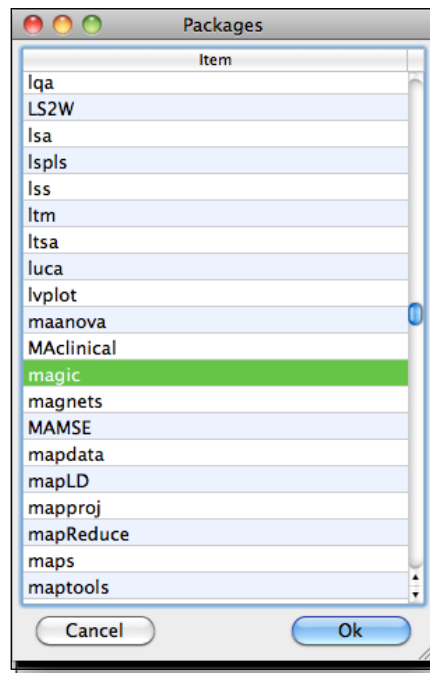 Packages
Item
lqa
LS2W
lsa
lspls
lss
ltm
ltsa
luca
lvplot
maanova
MAclinical
magic
magnets
MAMSE
mapdata
mapLD
mapproj
mapReduce
maps
maptools
Cancel
Ok